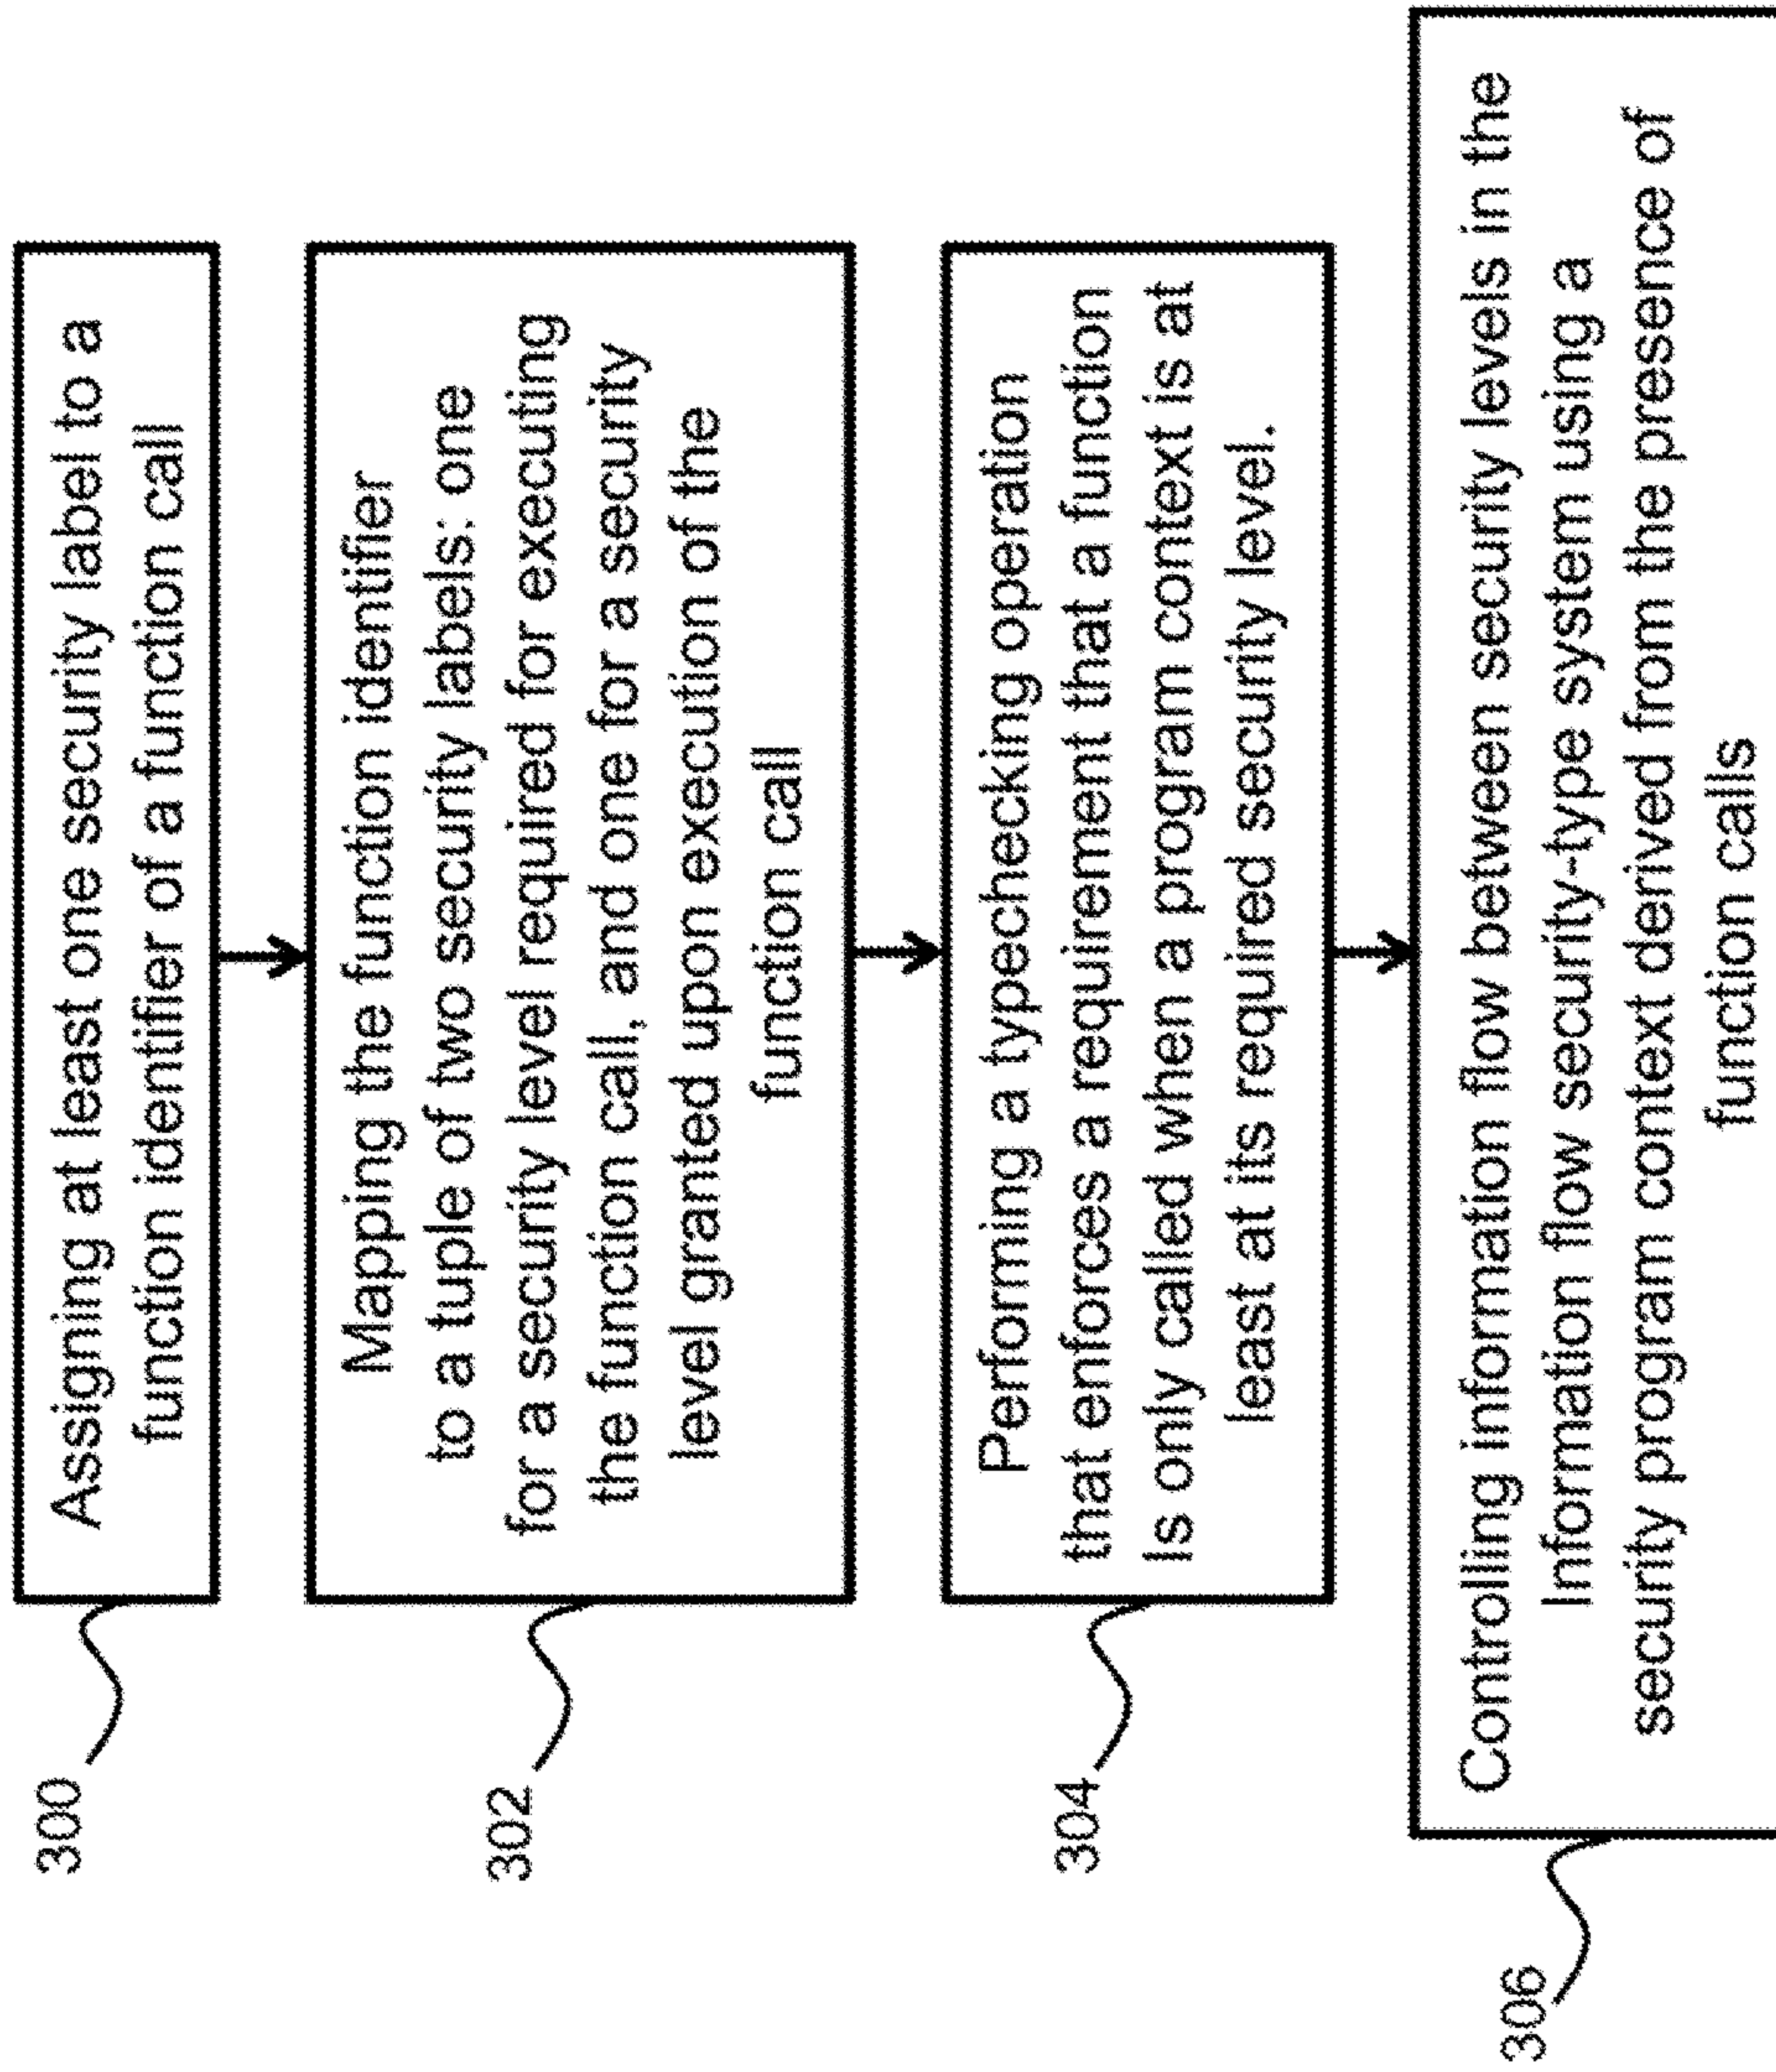 300
Assigning at least one security label to a
function identifier of a function call
302
Mapping the function identifier
to a tuple of two security labels: one
for a security level required for executing
the function call, and one for a security
level granted upon execution of the
function call
304
Performing a typechecking operation
that enforces a requirement that a function
Is only called when a program context is at
least at its required security level.
306
Controlling information flow between security levels in the
Information flow security-type system using a
security program context derived from the presence of
function calls